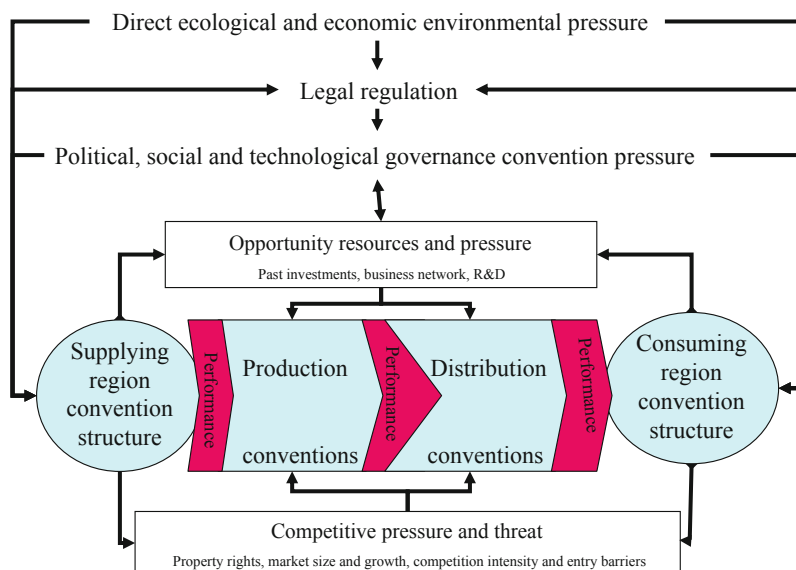 Direct ecological and economic environmental pressure
Legal regulation
Political, social and technological governance convention pressure
Opportunity resources and pressure
Past investments, business network, R&D
Supplying
region
convention
structure
Performance
Production
conventions
Performance
Distribution
conventions
Performance
Consuming
region
convention
structure
Competitive pressure and threat
Property rights, market size and growth, competition intensity and entry barriers